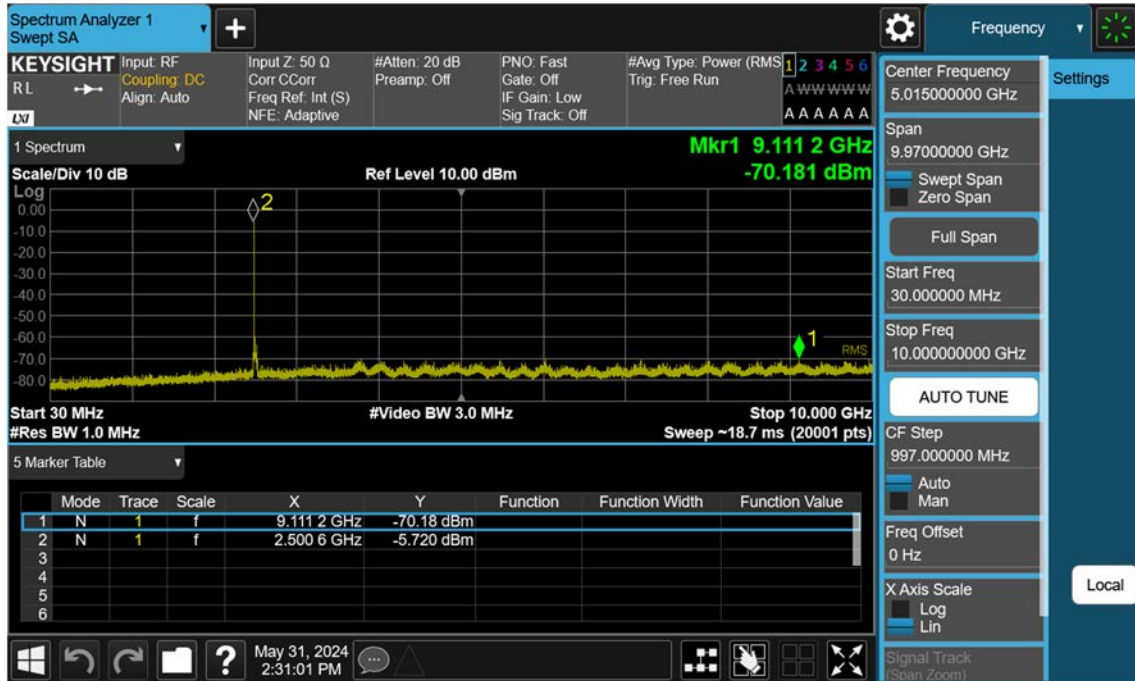 Spectrum Analyzer 1
Swept SA
Frequency
KEYSIGHT
R L
LXI
Input: RF
Coupling: DC
Align: Auto
Input Z: 50 Ω
Corr CCorr
Freq Ref: Int (S)
NFE: Adaptive
#Atten: 20 dB
Preamp: Off
PNO: Fast
Gate: Off
IF Gain: Low
Sig Track: Off
#Avg Type: Power (RMS
Trig: Free Run
1 2 3 4 5 6
A W W W W W
A A A A A A
1 Spectrum
Mkr1 9.111 2 GHz
Scale/Div 10 dB
Ref Level 10.00 dBm
-70.181 dBm
Log
0.00
-10.0
-20.0
-30.0
-40.0
-50.0
-60.0
-70.0
-80.0
2
1
RMS
Start 30 MHz
#Video BW 3.0 MHz
Stop 10.000 GHz
#Res BW 1.0 MHz
Sweep ~18.7 ms (20001 pts)
5 Marker Table
Mode Trace Scale X Y Function Function Width Function Value
1 N 1 f 9.111 2 GHz -70.18 dBm
2 N 1 f 2.500 6 GHz -5.720 dBm
3
4
5
6
?
May 31, 2024
2:31:01 PM
Center Frequency
5.015000000 GHz
Settings
Span
9.97000000 GHz
Swept Span
Zero Span
Full Span
Start Freq
30.000000 MHz
Stop Freq
10.000000000 GHz
AUTO TUNE
CF Step
997.000000 MHz
Auto
Man
Freq Offset
0 Hz
X Axis Scale
Log
Lin
Local
Signal Track
(Span Zoom)